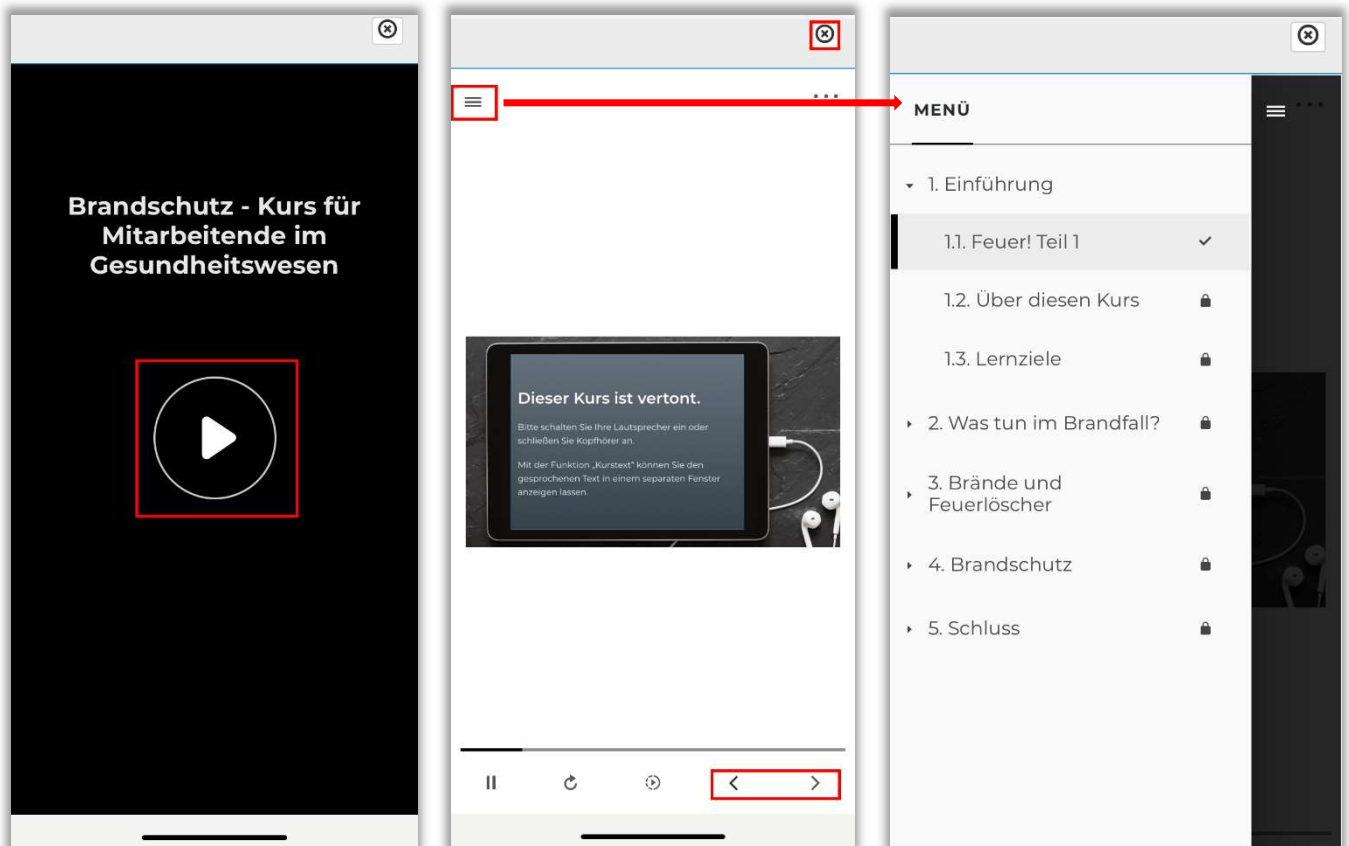 Brandschutz - Kurs für
Mitarbeitende im
Gesundheitswesen
Dieser Kurs ist vertont.
Bitte schalten Sie Ihre Lautsprecher ein oder
schließen Sie Kopfhörer an.
Mit der Funktion „Kurstext" können Sie den
gesprochenen Text in einem separaten Fenster
anzeigen lassen.
MENÜ
1. Einführung
1.1. Feuer! Teil 1
1.2. Über diesen Kurs
1.3. Lernziele
2. Was tun im Brandfall?
3. Brände und
Feuerlöscher
4. Brandschutz
5. Schluss